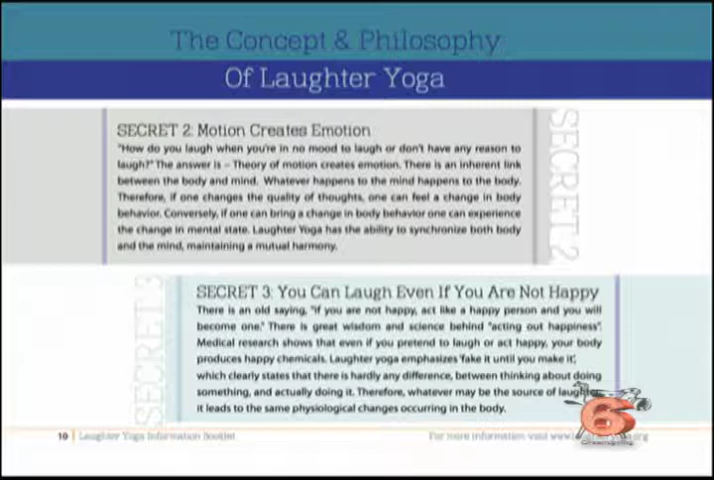 The Concept & Philosophy
Of Laughter Yoga
SECRET 2: Motion Creates Emotion
"How do you laugh when you're in no mood to laugh or don't have any reason to
laugh?" The answer is – Theory of motion creates emotion. There is an inherent link
between the body and mind. Whatever happens to the mind happens to the body.
Therefore, if one changes the quality of thoughts, one can feel a change in body
behavior. Conversely, if one can bring a change in body behavior one can experience
the change in mental state. Laughter Yoga has the ability to synchronize both body
and the mind, maintaining a mutual harmony.
SECRET 2
SECRET 3
SECRET 3: You Can Laugh Even If You Are Not Happy
There is an old saying, "if you are not happy, act like a happy person and you will
become one." There is great wisdom and science behind "acting out happiness".
Medical research shows that even if you pretend to laugh or act happy, your body
produces happy chemicals. Laughter yoga emphasizes 'fake it until you make it',
which clearly states that there is hardly any difference, between thinking about doing
something, and actually doing it. Therefore, whatever may be the source of laughter,
it leads to the same physiological changes occurring in the body.
6
10 | Laughter Yoga Information Booklet
For more information visit